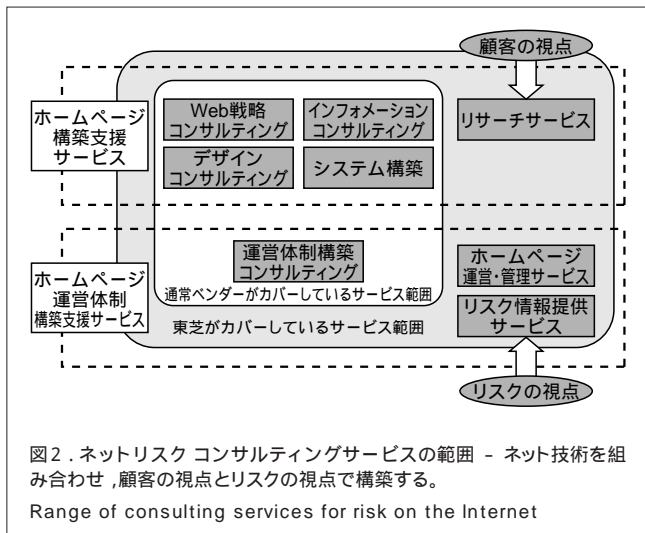 顧客の視点
ホームページ
構築支援
サービス
Web戦略
コンサルティング
インフォメーション
コンサルティング
リサーチサービス
デザイン
コンサルティング
システム構築
ホームページ
運営体制
構築支援サービス
運営体制構築
コンサルティング
通常ベンダーがカバーしているサービス範囲
東芝がカバーしているサービス範囲
ホームページ
運営・管理サービス
リスク情報提供
サービス
リスクの視点
図2．ネットリスク コンサルティングサービスの範囲 － ネット技術を組
み合わせ ,顧客の視点とリスクの視点で構築する。
Range of consulting services for risk on the Internet